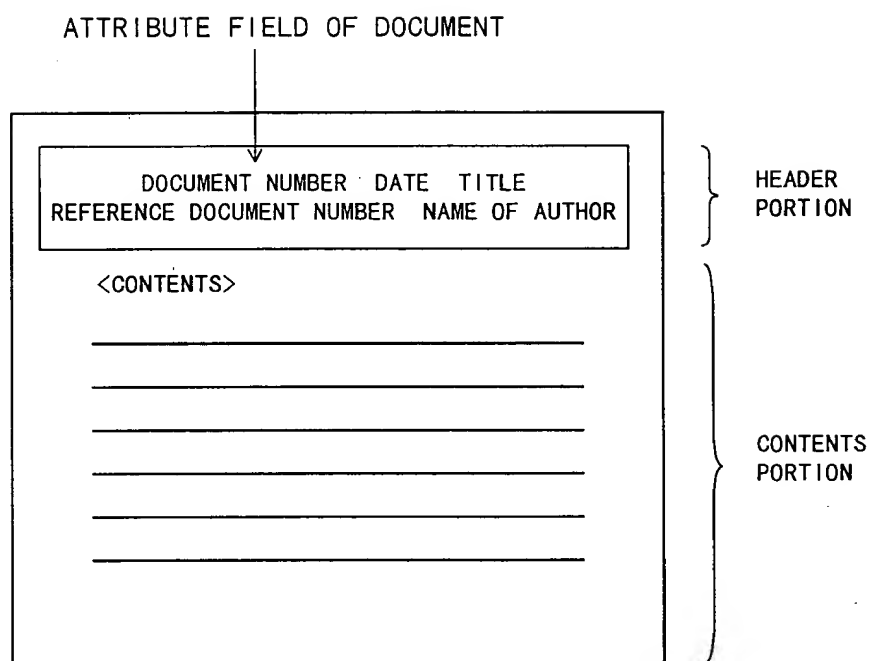 ATTRIBUTE FIELD OF DOCUMENT
DOCUMENT NUMBER DATE TITLE
REFERENCE DOCUMENT NUMBER NAME OF AUTHOR
HEADER
PORTION
<CONTENTS>
CONTENTS
PORTION